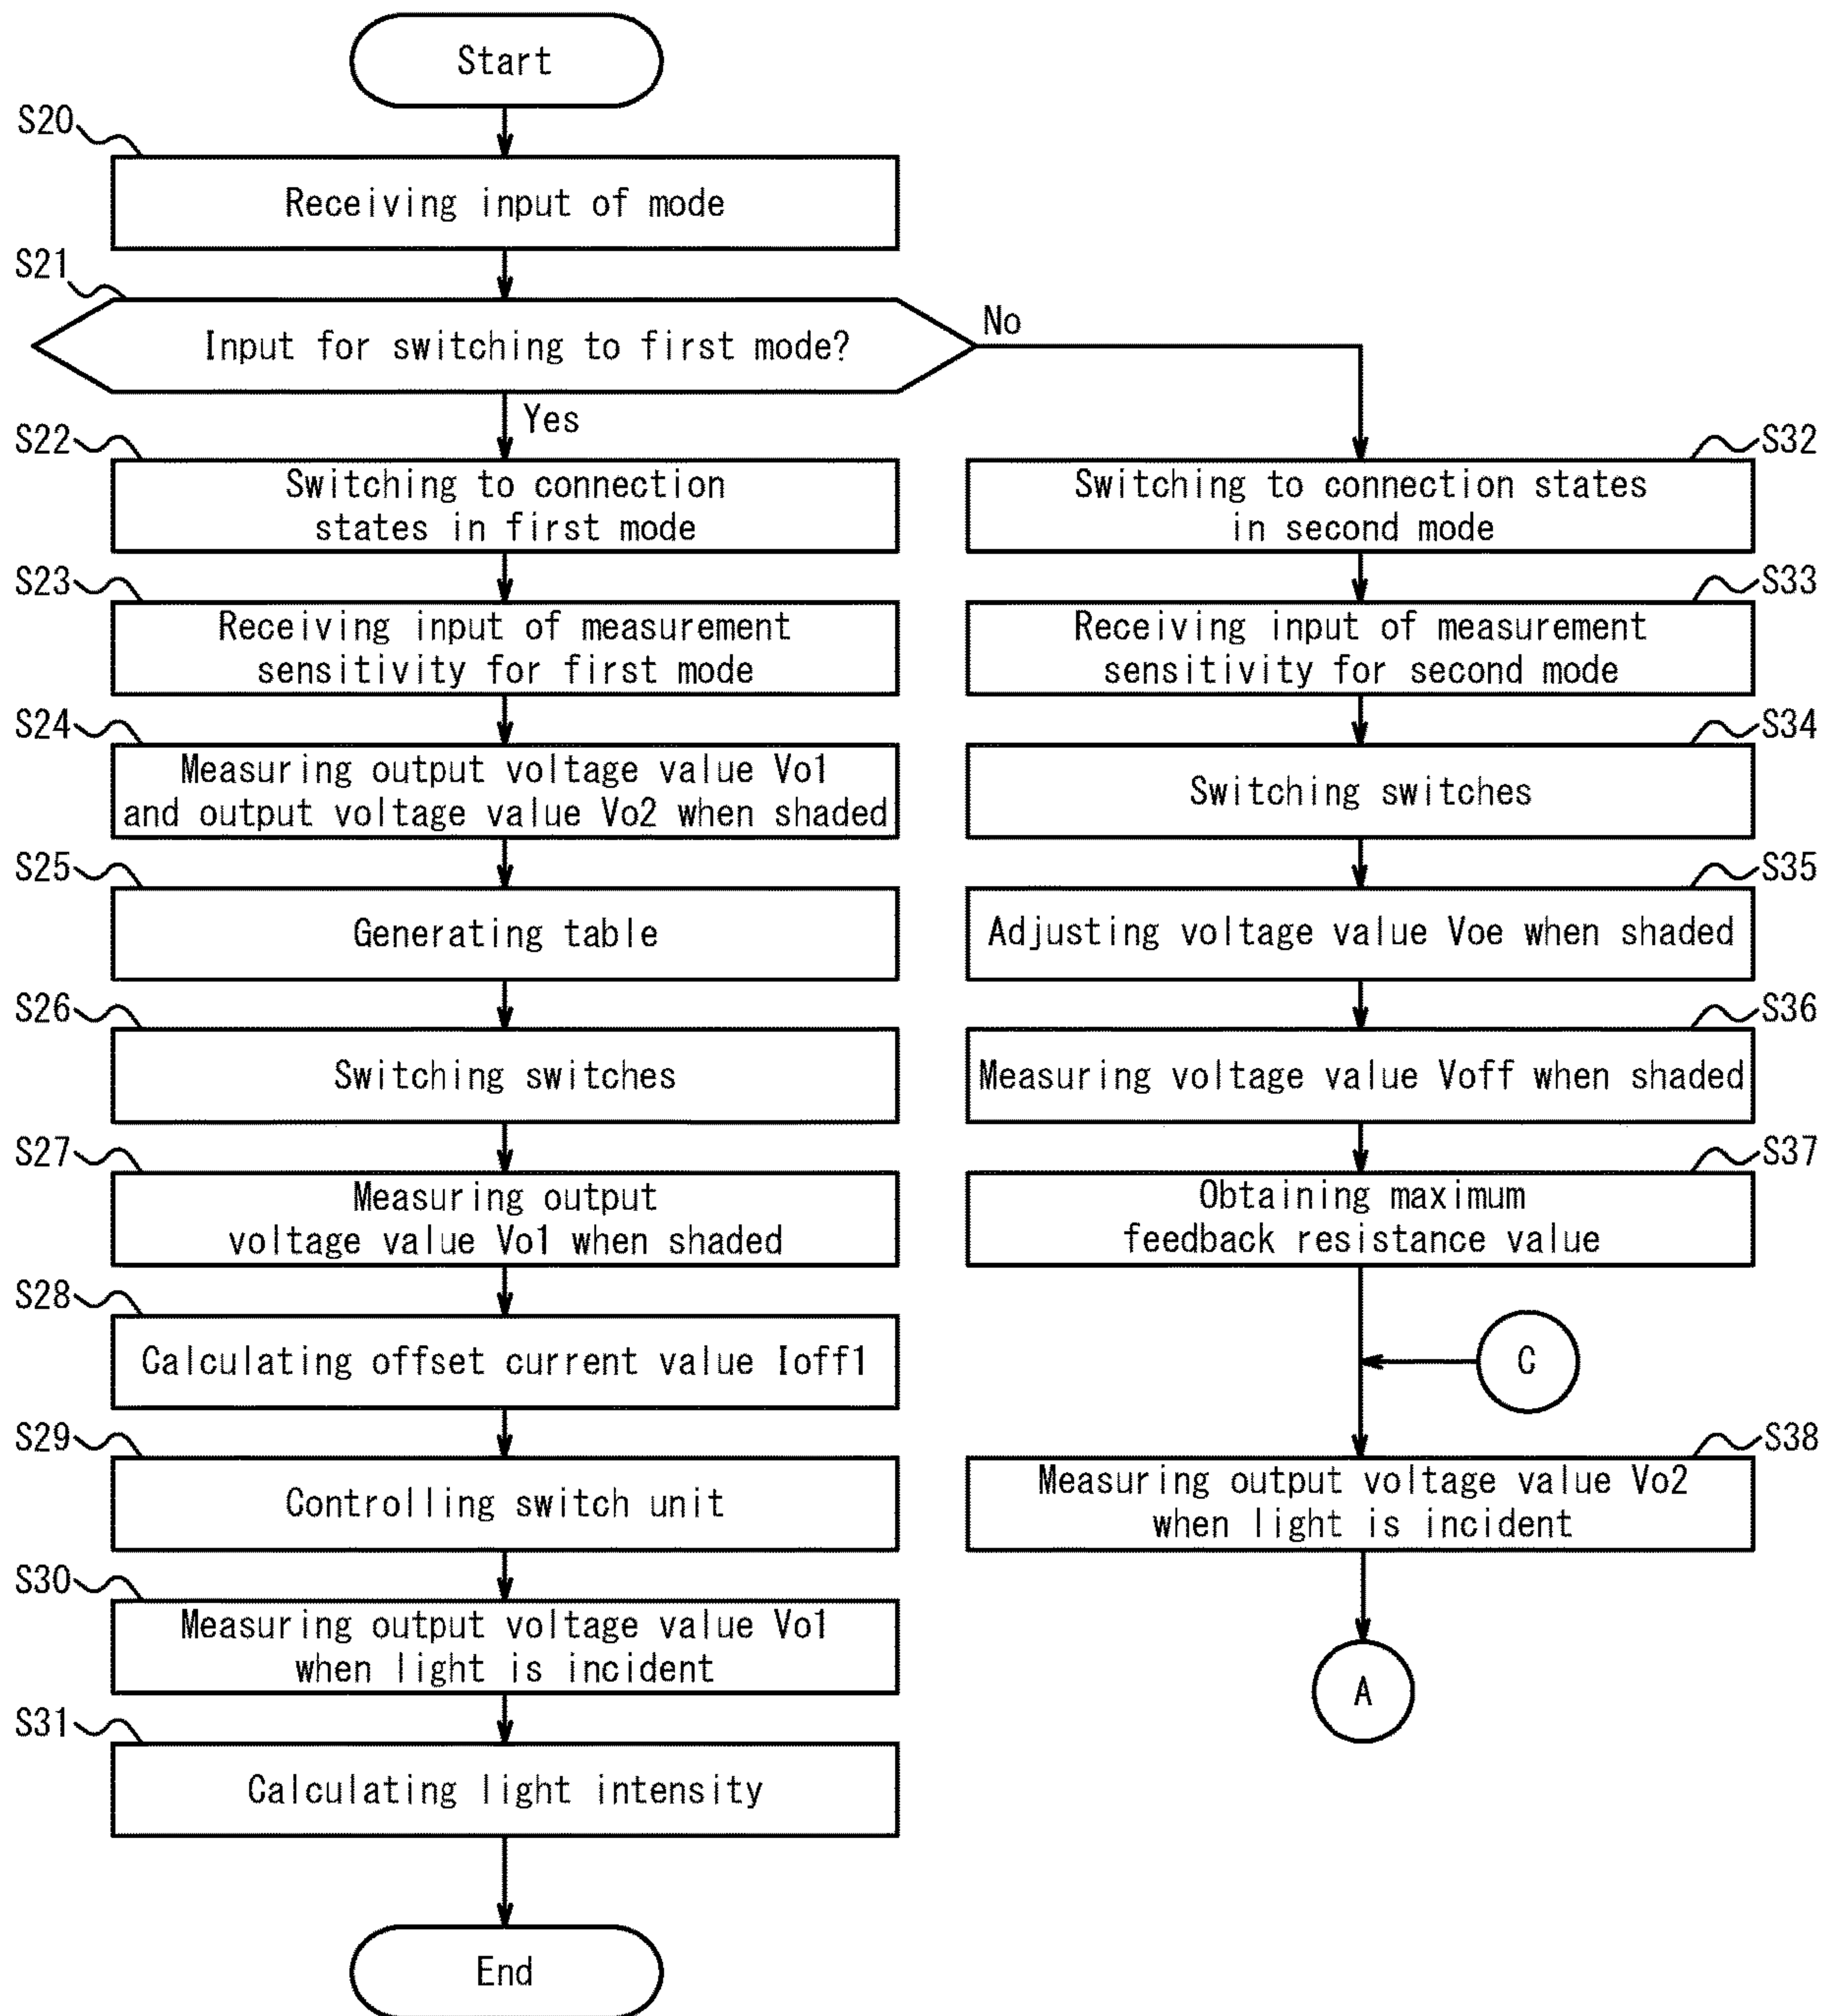 Start
S20
Receiving input of mode
S21
Input for switching to first mode?
No
Yes
S22
Switching to connection
states in first mode
S23
Receiving input of measurement
sensitivity for first mode
S24
Measuring output voltage value Vo1
and output voltage value Vo2 when shaded
S25
Generating table
S26
Switching switches
S27
Measuring output
voltage value Vo1 when shaded
S28
Calculating offset current value Ioff1
S29
Controlling switch unit
S30
Measuring output voltage value Vo1
when light is incident
S31
Calculating light intensity
End
S32
Switching to connection states
in second mode
S33
Receiving input of measurement
sensitivity for second mode
S34
Switching switches
S35
Adjusting voltage value Voe when shaded
S36
Measuring voltage value Voff when shaded
S37
Obtaining maximum
feedback resistance value
C
S38
Measuring output voltage value Vo2
when light is incident
A